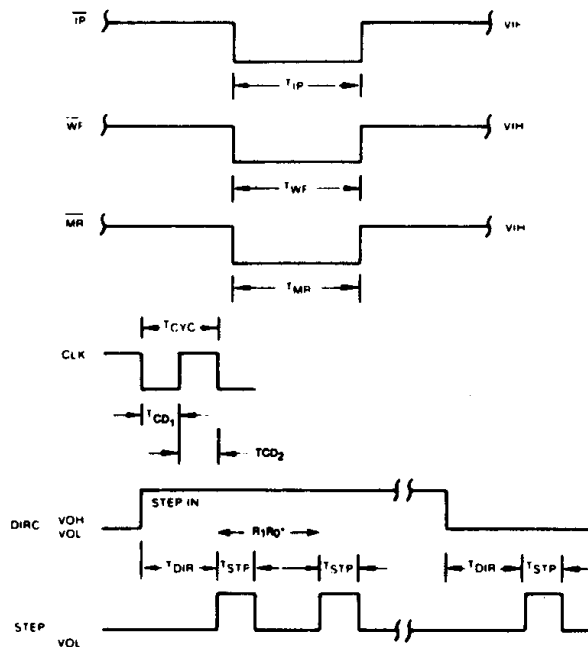 IP VIH
TIP
WF VIH
TWF
MR VIH
TMR
TCYC
CLK
TCD1
TCD2
STEP IN
DIRC VOH
VOL
R1R0*
TDIR TSTP TSTP TDIR TSTP
STEP
VOL